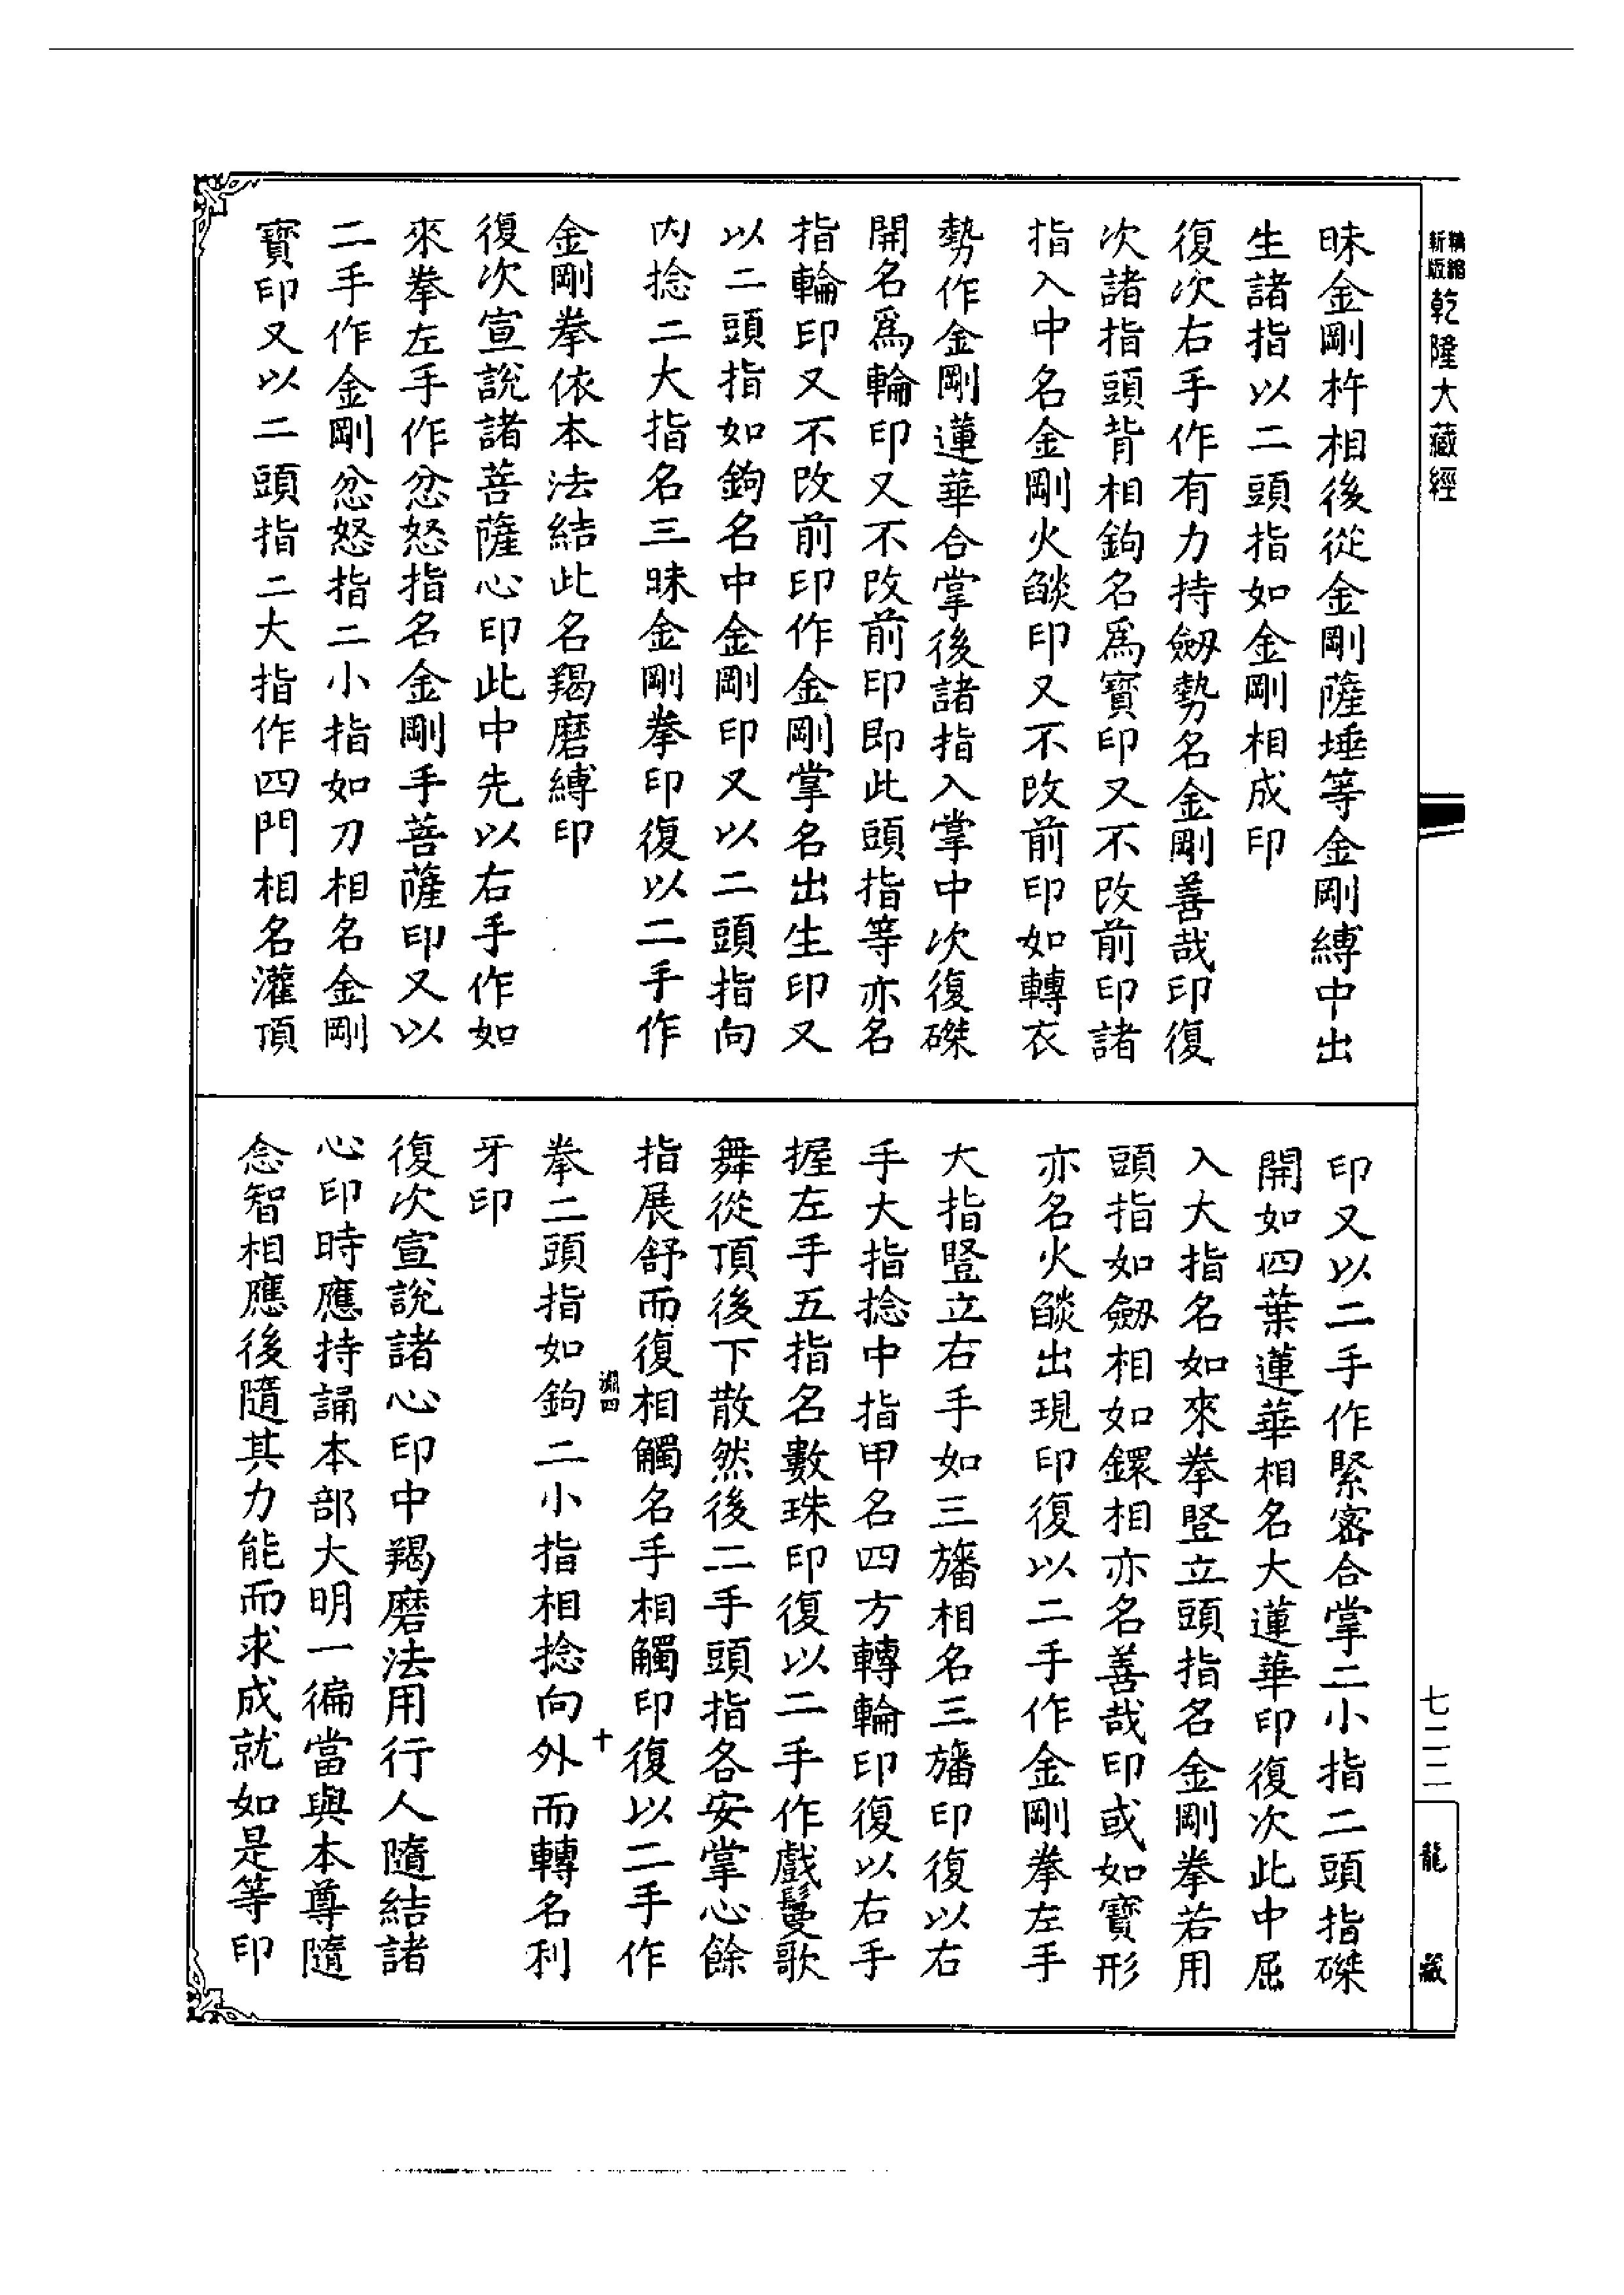 精縮新版乾隆大藏經
昧金剛杵相後從金剛薩埵等金剛縛中出
生諸指以二頭指如金剛相成印
復次右手作有力持劒勢名金剛善哉印復
次諸指頭背相鉤名爲寶印又不改前印諸
指入中名金剛火燄印又不改前印如轉衣
勢作金剛蓮華合掌後諸指入掌中次復磔
開名爲輪印又不改前印即此頭指等亦名
指輪印又不改前印作金剛掌名出生印又
以二頭指如鉤名中金剛印又以二頭指向
內捻二大指名三昧金剛拳印復以二手作
金剛拳依本法結此名羯磨縛印
復次宣說諸菩薩心印此中先以右手作如
來拳左手作忿怒指名金剛手菩薩印又以
二手作金剛忿怒指二小指如刀相名金剛
寶印又以二頭指二大指作四門相名灌頂
印又以二手作緊密合掌二小指二頭指磔
開如四葉蓮華相名大蓮華印復次此中屈
入大指名如來拳豎立頭指名金剛拳若用
頭指如劒相如鐶相亦名善哉印或如寶形
亦名火燄出現印復以二手作金剛拳左手
大指豎立右手如三旛相名三旛印復以右
手大指捻中指甲名四方轉輪印復以右手
握左手五指名數珠印復以二手作戲鬘歌
舞從頂後下散然後二手頭指各安掌心餘
指展舒而復相觸名手相觸印復以二手作
淵四
十
拳二頭指如鉤二小指相捻向外而轉名利
牙印
復次宣說諸心印中羯磨法用行人隨結諸
心印時應持誦本部大明一徧當與本尊隨
念智相應後隨其力能而求成就如是等印
七二二
龍藏